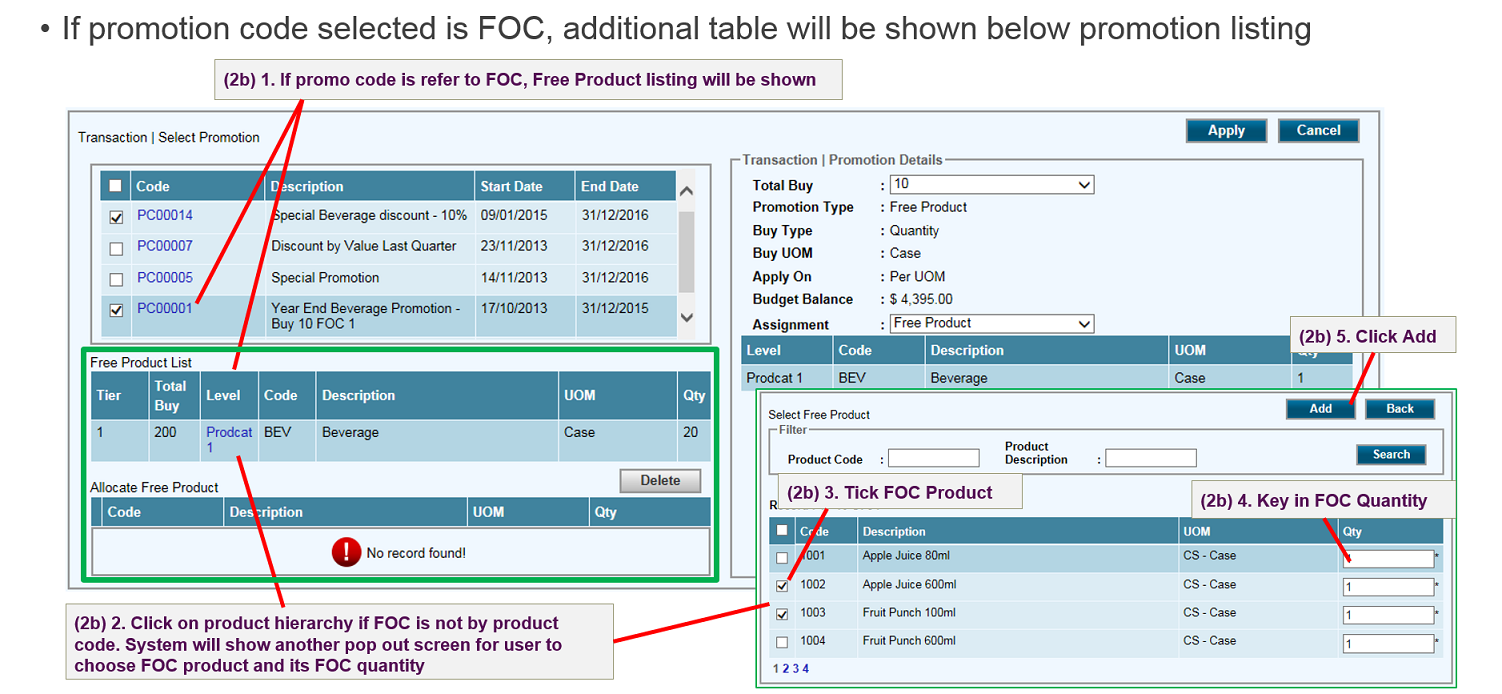 • If promotion code selected is FOC, additional table will be shown below promotion listing
(2b) 1. If promo code is refer to FOC, Free Product listing will be shown
Transaction | Select Promotion
Apply Cancel
Code Description Start Date End Date
PC00014 Special Beverage discount - 10% 09/01/2015 31/12/2016
PC00007 Discount by Value Last Quarter 23/11/2013 31/12/2016
PC00005 Special Promotion 14/11/2013 31/12/2016
PC00001 Year End Beverage Promotion - 17/10/2013 31/12/2015
Buy 10 FOC 1
Transaction | Promotion Details
Total Buy : 10
Promotion Type : Free Product
Buy Type : Quantity
Buy UOM : Case
Apply On : Per UOM
Budget Balance : $ 4,395.00
Assignment : Free Product
Level Code Description UOM Qty
Prodcat 1 BEV Beverage Case 1
(2b) 5. Click Add
Free Product List
Tier Total Buy Level Code Description UOM Qty
1 200 Prodcat 1 BEV Beverage Case 20
Allocate Free Product
Delete
Code Description UOM Qty
! No record found!
Select Free Product
Add Back
Filter
Product Code : Product Description :
Search
(2b) 3. Tick FOC Product
(2b) 4. Key in FOC Quantity
Code Description UOM Qty
1001 Apple Juice 80ml CS - Case *
1002 Apple Juice 600ml CS - Case 1 *
1003 Fruit Punch 100ml CS - Case 1 *
1004 Fruit Punch 600ml CS - Case 1 *
1 2 3 4
(2b) 2. Click on product hierarchy if FOC is not by product
code. System will show another pop out screen for user to
choose FOC product and its FOC quantity